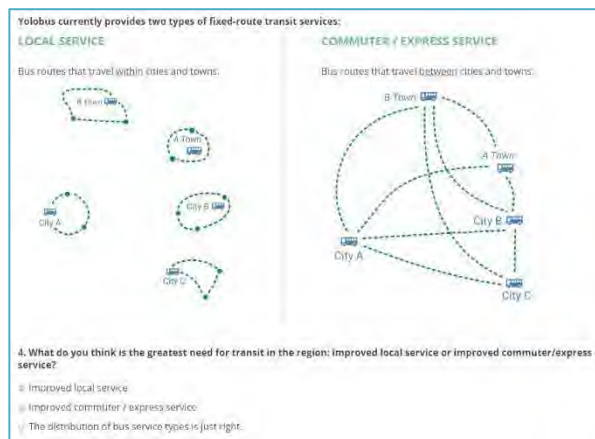 Yolobus currently provides two types of fixed-route transit services:
LOCAL SERVICE
Bus routes that travel within cities and towns.
B Town
A Town
City B
City A
City C
COMMUTER / EXPRESS SERVICE
Bus routes that travel between cities and towns.
B Town
A Town
City B
City A
City C
4. What do you think is the greatest need for transit in the region: improved local service or improved commuter/express
service?
Improved local service
Improved commuter / express service
The distribution of bus service types is just right.